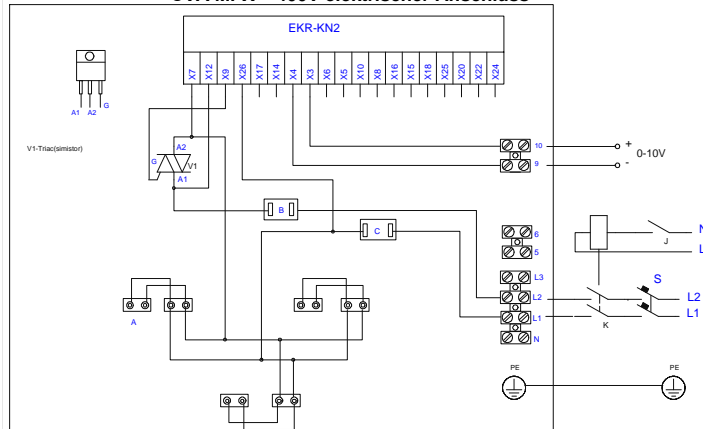 EKR-KN2
X7 X12 X9 X26 X17 X14 X4 X3 X6 X5 X10 X8 X16 X15 X18 X25 X20 X22 X24
A1 A2 G
V1-Triac(simistor)
A2
G V1
A1
10 +
0-10V
9 -
B
C
6
5
J N
L
L3
S
L2 L2
L1 L1
K
N
A
PE PE